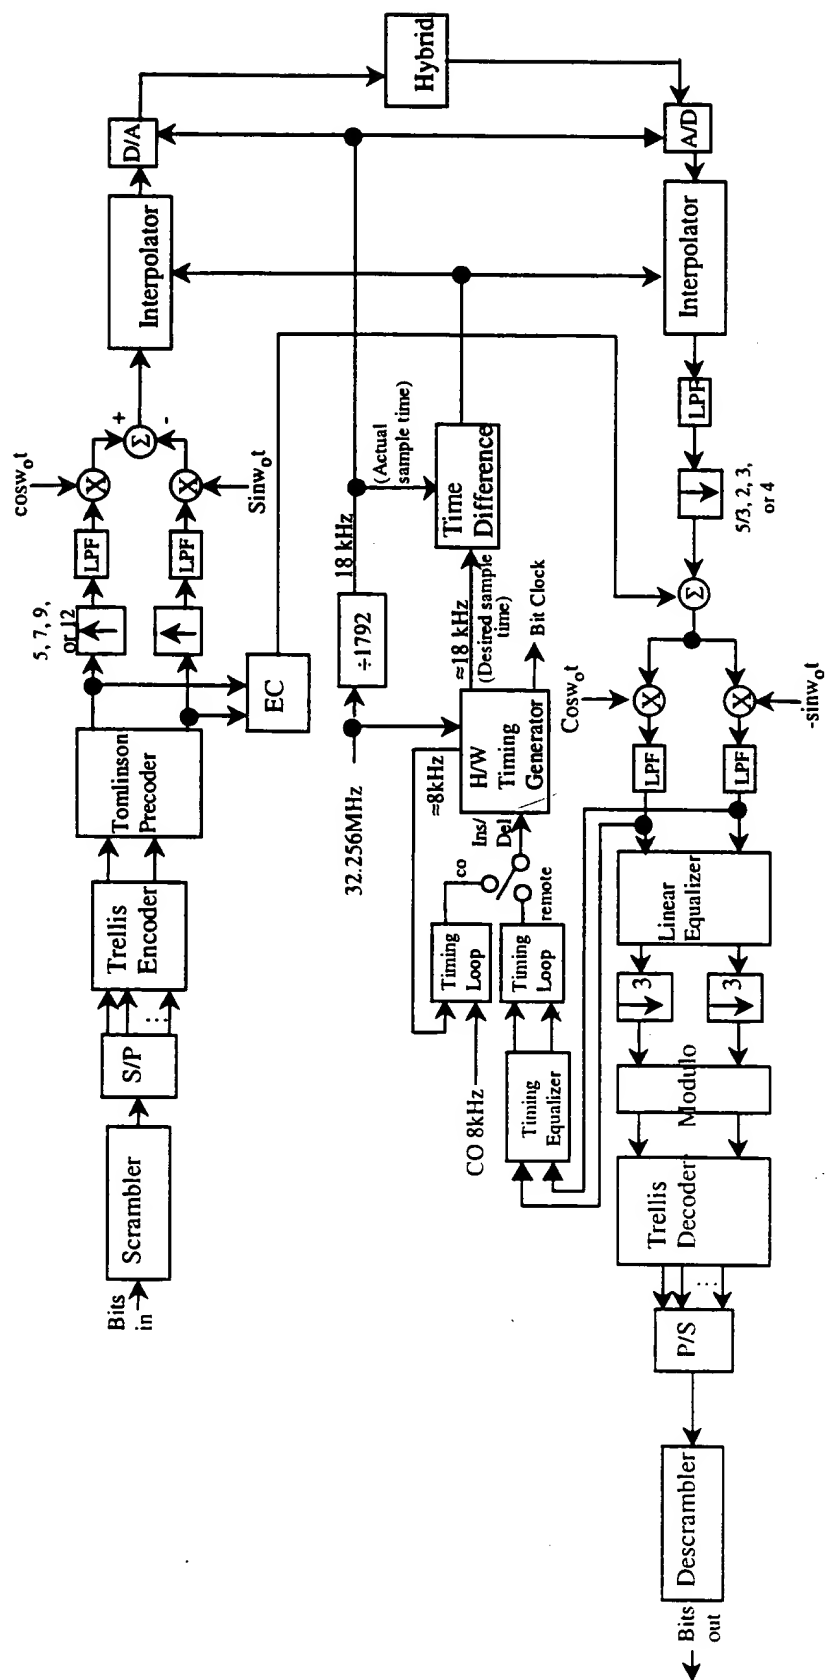 Bits
in
Scrambler
S/P
...
Trellis
Encoder
Tomlinson
Precoder
EC
5, 7, 9,
or 12
LPF
LPF
cosw₀t
X
X
Sinw₀t
+
Σ
-
Interpolator
D/A
Hybrid
32.256MHz
÷1792
18 kHz
(Actual
sample time)
CO 8kHz
Timing
Loop
co
≈8kHz
Timing
Equalizer
Timing
Loop
remote
Ins/
Del
H/W
Timing
Generator
≈18 kHz
(Desired sample
time)
Bit Clock
Time
Difference
A/D
Interpolator
LPF
5/3, 2, 3,
or 4
Σ
Cosw₀t
X
X
-sinw₀t
LPF
LPF
Linear
Equalizer
3
3
Modulo
Trellis
Decoder
...
P/S
Descrambler
Bits
out